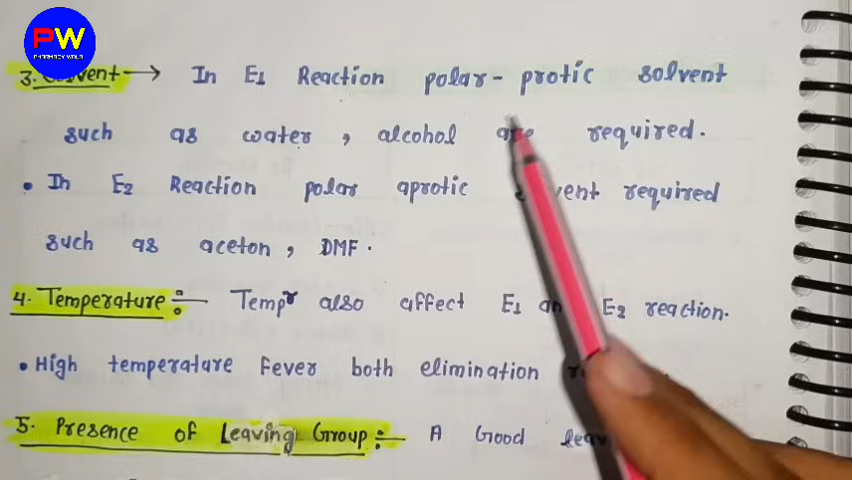 PW
PHARMACY WALA
3. Solvent → In E1 Reaction polar - protic solvent
such as water, alcohol are required.
• In E2 Reaction polar aprotic required
such as aceton, DMF.
4. Temperature ÷ Tempr also affect E1 E2 reaction.
• High temperature Fever both elimination
5. Presence of Leaving Group ÷ A Good